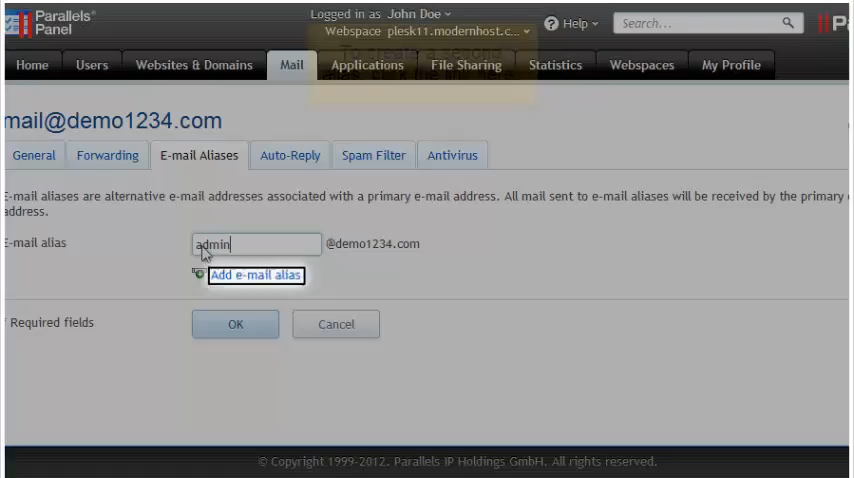 Parallels®
Panel
Logged in as John Doe
Webspace plesk11.modernhost.c...
Help
Search...
To create a second
Home Users Websites & Domains Mail Applications File Sharing Statistics Webspaces My Profile
mail@demo1234.com
General Forwarding E-mail Aliases Auto-Reply Spam Filter Antivirus
E-mail aliases are alternative e-mail addresses associated with a primary e-mail address. All mail sent to e-mail aliases will be received by the primary
address.
E-mail alias admin @demo1234.com
Add e-mail alias
* Required fields OK Cancel
© Copyright 1999-2012. Parallels IP Holdings GmbH. All rights reserved.